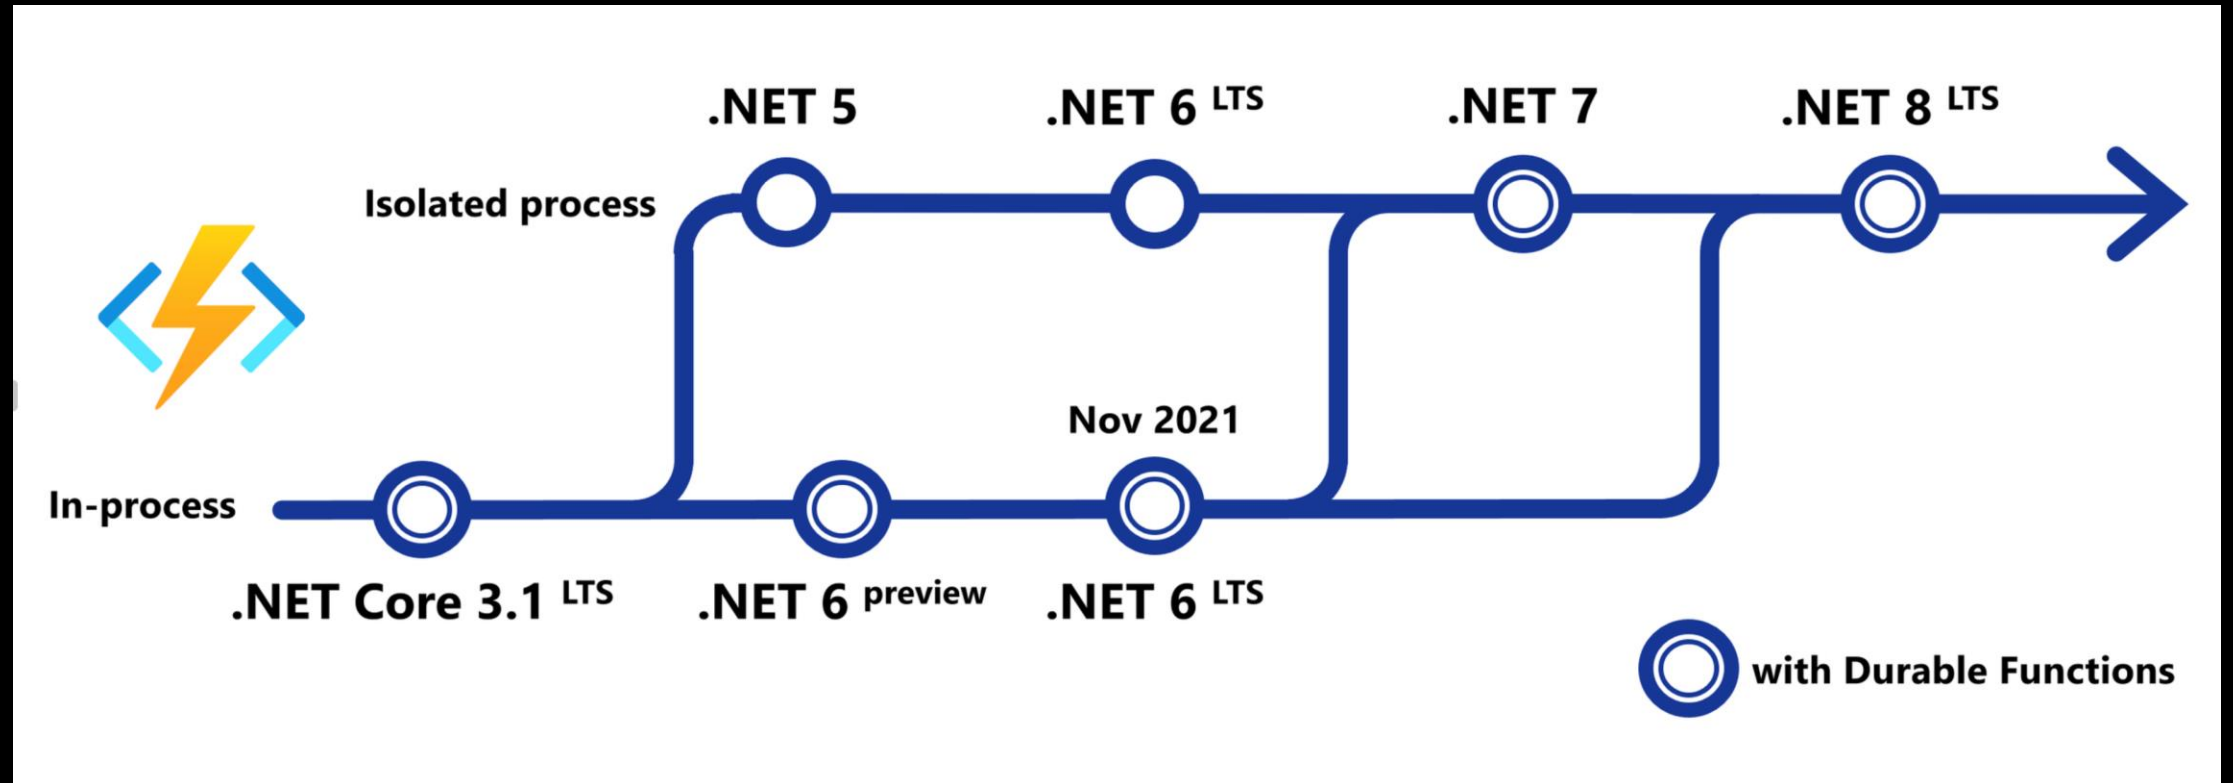 .NET 5
.NET 6 LTS
.NET 7
.NET 8 LTS
Isolated process
Nov 2021
In-process
.NET Core 3.1 LTS
.NET 6 preview
.NET 6 LTS
with Durable Functions